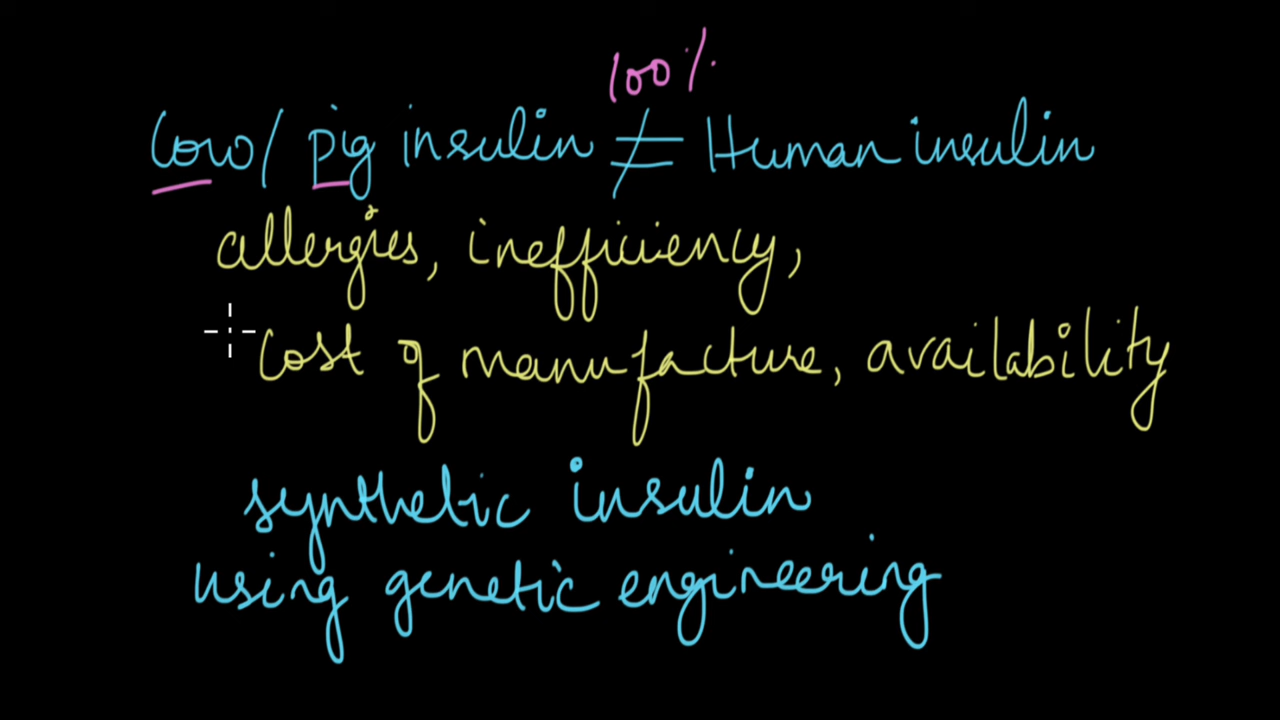 100%
Cow/ pig insulin ≠ Human insulin
allergies, inefficiency,
cost of manufacture, availability
synthetic insulin
using genetic engineering